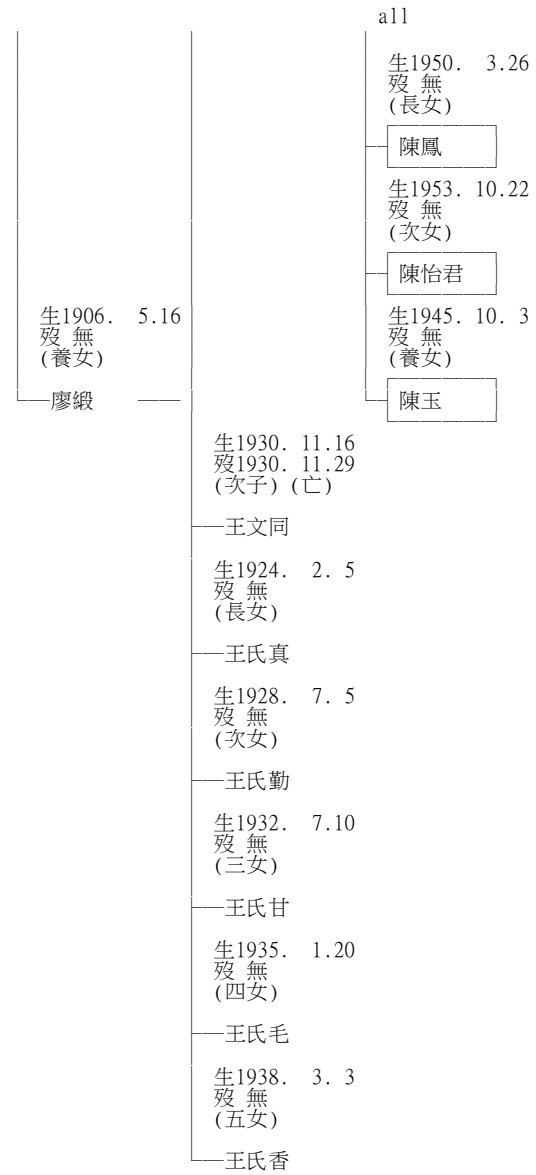 all
生1950. 3.26
歿 無
(長女)
陳鳳
生1953. 10.22
歿 無
(次女)
陳怡君
生1906. 5.16
歿 無
(養女)
廖緞
生1945. 10. 3
歿 無
(養女)
陳玉
生1930. 11.16
歿1930. 11.29
(次子)(亡)
王文同
生1924. 2. 5
歿 無
(長女)
王氏真
生1928. 7. 5
歿 無
(次女)
王氏勤
生1932. 7.10
歿 無
(三女)
王氏甘
生1935. 1.20
歿 無
(四女)
王氏毛
生1938. 3. 3
歿 無
(五女)
王氏香